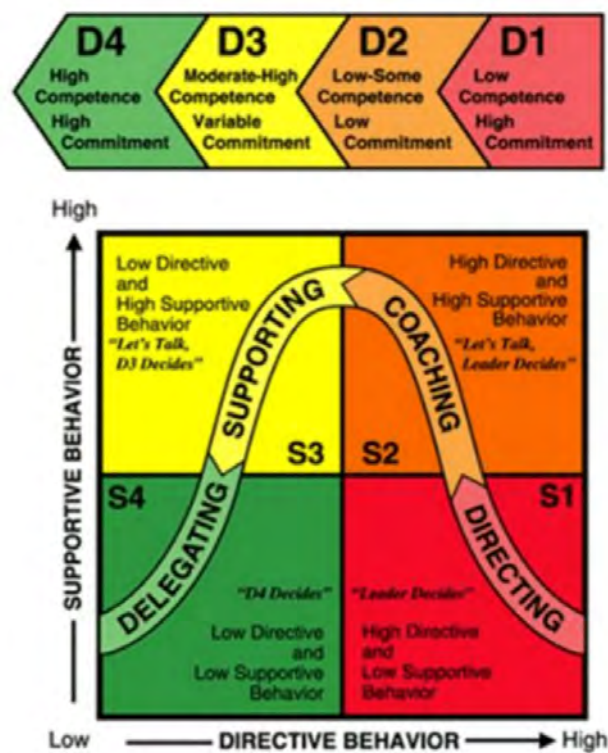 D4
High
Competence
High
Commitment
D3
Moderate-High
Competence
Variable
Commitment
D2
Low-Some
Competence
Low
Commitment
D1
Low
Competence
High
Commitment
High
SUPPORTIVE BEHAVIOR
Low Directive
and
High Supportive
Behavior
"Let's Talk,
D3 Decides"
SUPPORTING
S3
High Directive
and
High Supportive
Behavior
"Let's Talk,
Leader Decides"
COACHING
S2
S4
DELEGATING
"D4 Decides"
Low Directive
and
Low Supportive
Behavior
S1
DIRECTING
"Leader Decides"
High Directive
and
Low Supportive
Behavior
Low
DIRECTIVE BEHAVIOR
High